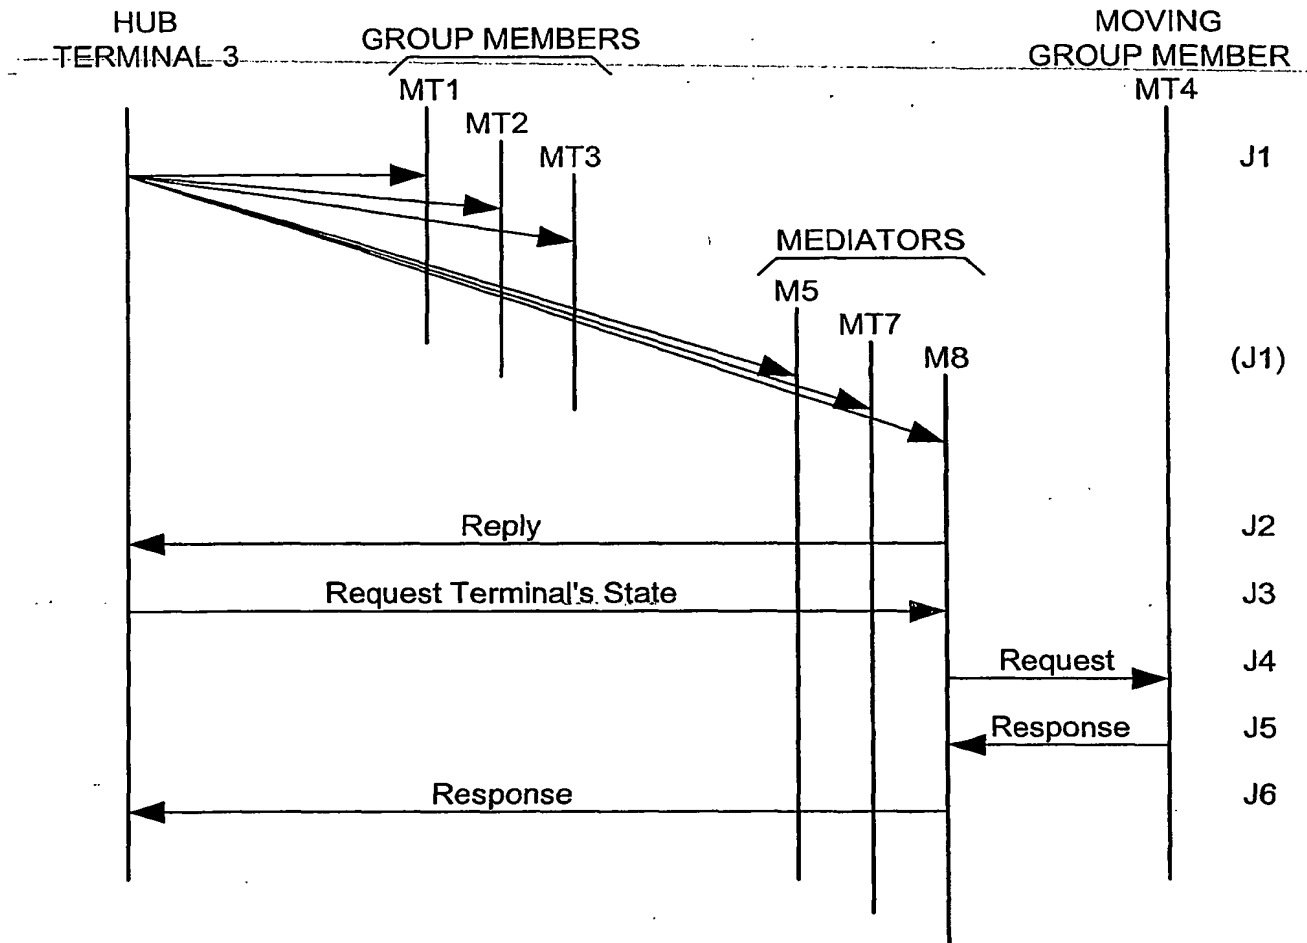 HUB
TERMINAL 3
GROUP MEMBERS
MOVING
GROUP MEMBER
MT1
MT4
MT2
MT3
J1
MEDIATORS
M5
MT7
M8
(J1)
Reply
J2
Request Terminal's State
J3
Request
J4
Response
J5
Response
J6